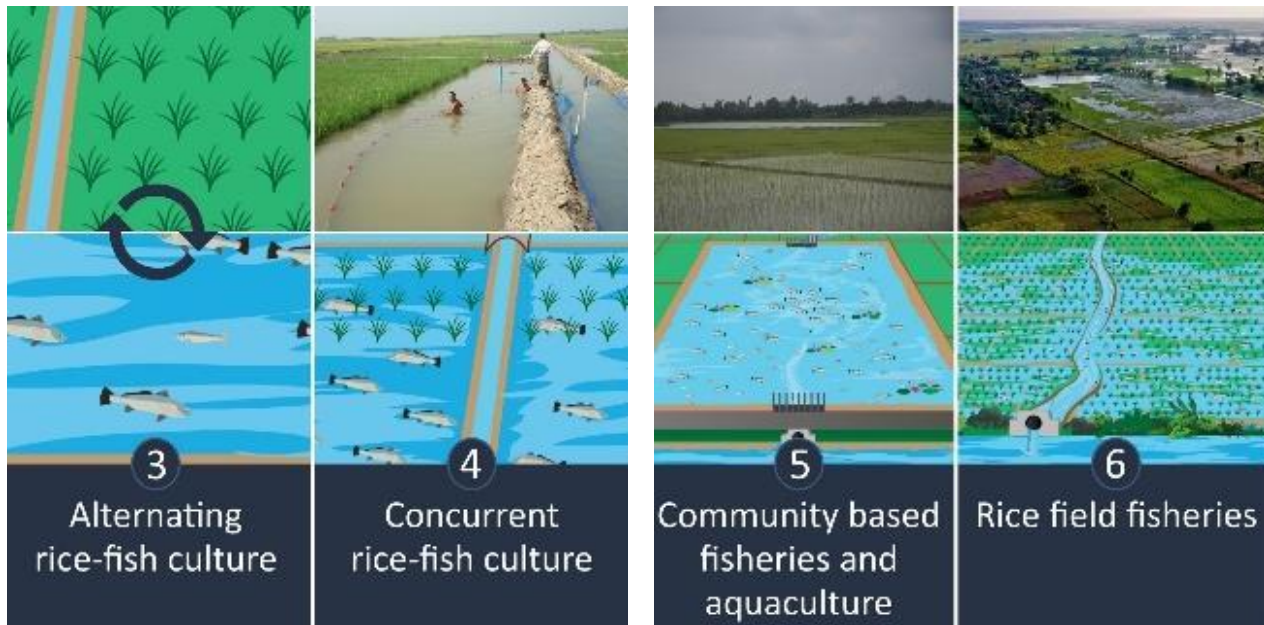 3
Alternating
rice-fish culture
4
Concurrent
rice-fish culture
5
Community based
fisheries and
aquaculture
6
Rice field fisheries